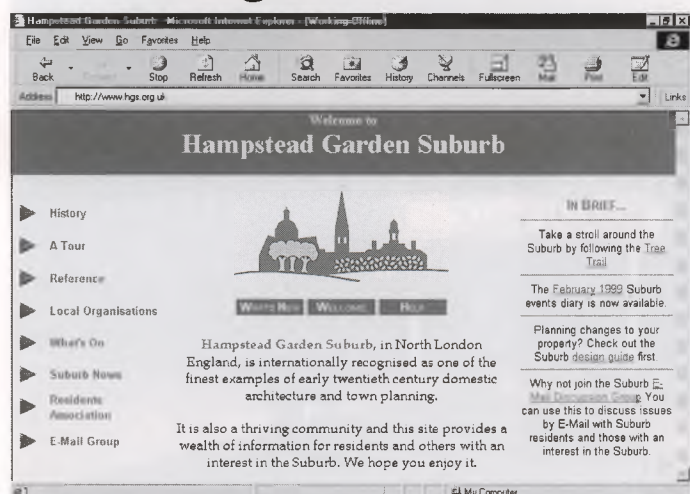 Hampstead Garden Suburb - Microsoft Internet Explorer - [Working Offline]
File Edit View Go Favorites Help
Back Forward Stop Refresh Home Search Favorites History Channels Fullscreen Mail Print Edit
Address http://www.hgs.org.uk Links
Welcome to
Hampstead Garden Suburb
History
A Tour
Reference
Local Organisations
What's On
Suburb News
Residents
Association
E-Mail Group
What's New Welcome Help
Hampstead Garden Suburb, in North London
England, is internationally recognised as one of the
finest examples of early twentieth century domestic
architecture and town planning.
It is also a thriving community and this site provides a
wealth of information for residents and others with an
interest in the Suburb. We hope you enjoy it.
IN BRIEF...
Take a stroll around the
Suburb by following the Tree
Trail
The February 1999 Suburb
events diary is now available.
Planning changes to your
property? Check out the
Suburb design guide first.
Why not join the Suburb E-
Mail Discussion Group You
can use this to discuss issues
by E-Mail with Suburb
residents and those with an
interest in the Suburb.
My Computer